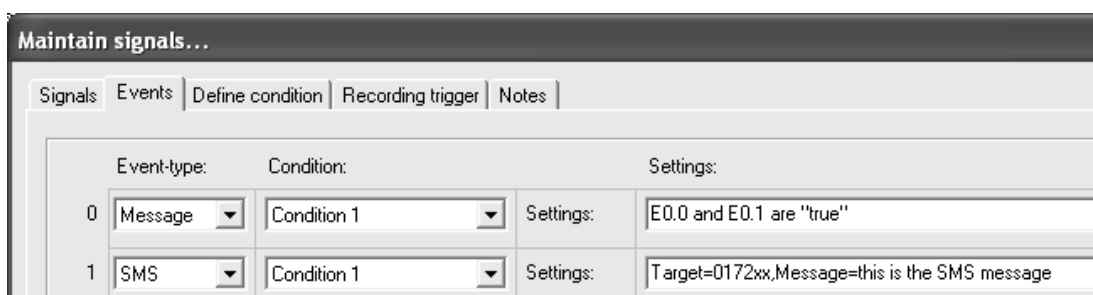 Maintain signals...
Signals Events Define condition Recording trigger Notes
Event-type: Condition: Settings:
0 Message Condition 1 Settings: E0.0 and E0.1 are "true"
1 SMS Condition 1 Settings: Target=0172xx,Message=this is the SMS message